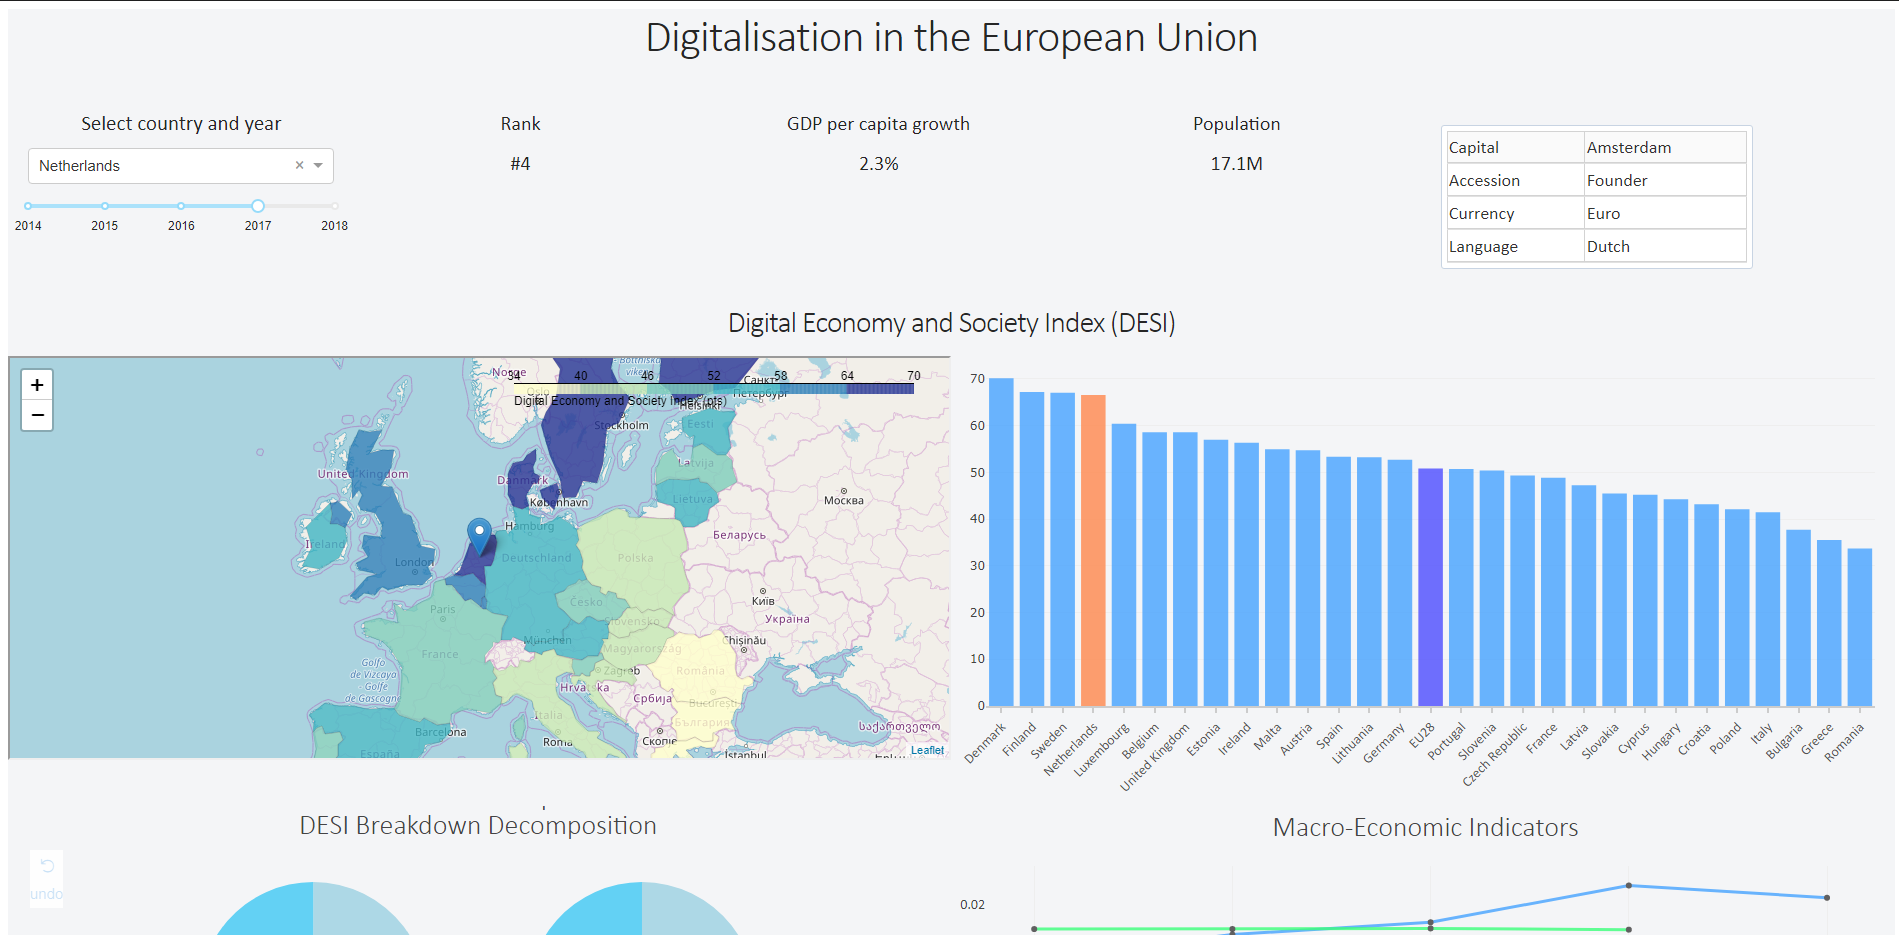 Digitalisation in the European Union
Select country and year
Netherlands
2014 2015 2016 2017 2018
Rank
#4
GDP per capita growth
2.3%
Population
17.1M
Capital Amsterdam
Accession Founder
Currency Euro
Language Dutch
Digital Economy and Society Index (DESI)
+
−
34 40 46 52 58 64 70
Digital Economy and Society Index (pts)
Norge
Oslo
Helsinki
Санкт-
Петербург
Stockholm
Eesti
Latvija
Lietuva
Danmark
København
Москва
United Kingdom
Ireland
London
Hamburg
Deutschland
Polska
Беларусь
Paris
Česko
Київ
Україна
Slovensko
München
Magyarország
Chișinău
France
Zagreb
România
Golfo
de Vizcaya
- Golfe
de Gascogne
Hrvatska
Србија
București
Italia
България
Barcelona
Roma
Скопје
საქართველო
España
İstanbul
Leaflet
70
60
50
40
30
20
10
0
Denmark
Finland
Sweden
Netherlands
Luxembourg
Belgium
United Kingdom
Estonia
Ireland
Malta
Austria
Spain
Lithuania
Germany
EU28
Portugal
Slovenia
Czech Republic
France
Latvia
Slovakia
Cyprus
Hungary
Croatia
Poland
Italy
Bulgaria
Greece
Romania
DESI Breakdown Decomposition
undo
Macro-Economic Indicators
0.02